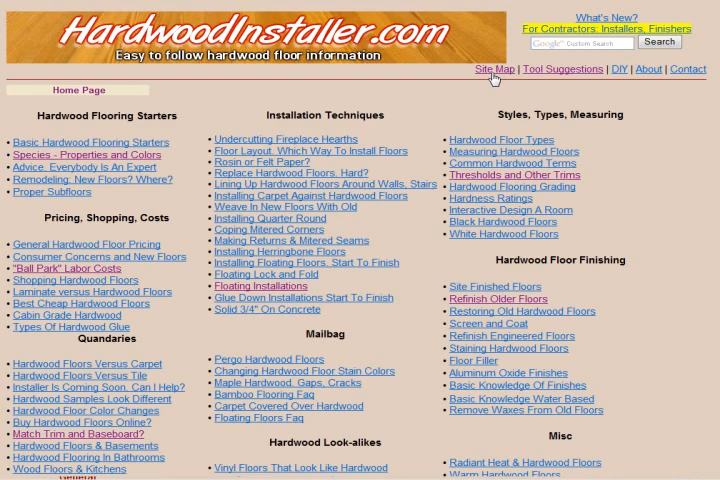 HardwoodInstaller.com
Easy to follow hardwood floor information
What's New?
For Contractors, Installers, Finishers
Google™ Custom Search Search
Site Map | Tool Suggestions | DIY | About | Contact
Home Page
Hardwood Flooring Starters
• Basic Hardwood Flooring Starters
• Species - Properties and Colors
• Advice. Everybody Is An Expert
• Remodeling: New Floors? Where?
• Proper Subfloors
Pricing, Shopping, Costs
• General Hardwood Floor Pricing
• Consumer Concerns and New Floors
• "Ball Park" Labor Costs
• Shopping Hardwood Floors
• Laminate versus Hardwood Floors
• Best Cheap Hardwood Floors
• Cabin Grade Hardwood
• Types Of Hardwood Glue
Quandaries
• Hardwood Floors Versus Carpet
• Hardwood Floors Versus Tile
• Installer Is Coming Soon. Can I Help?
• Hardwood Samples Look Different
• Hardwood Floor Color Changes
• Buy Hardwood Floors Online?
• Match Trim and Baseboard?
• Hardwood Floors & Basements
• Hardwood Flooring In Bathrooms
• Wood Floors & Kitchens
General
Installation Techniques
• Undercutting Fireplace Hearths
• Floor Layout. Which Way To Install Floors
• Rosin or Felt Paper?
• Replace Hardwood Floors. Hard?
• Lining Up Hardwood Floors Around Walls, Stairs
• Installing Carpet Against Hardwood Floors
• Weave In New Floors With Old
• Installing Quarter Round
• Coping Mitered Corners
• Making Returns & Mitered Seams
• Installing Herringbone Floors
• Installing Floating Floors. Start To Finish
• Floating Lock and Fold
• Floating Installations
• Glue Down Installations Start To Finish
• Solid 3/4" On Concrete
Mailbag
• Pergo Hardwood Floors
• Changing Hardwood Floor Stain Colors
• Maple Hardwood. Gaps, Cracks
• Bamboo Flooring Faq
• Carpet Covered Over Hardwood
• Floating Floors Faq
Hardwood Look-alikes
• Vinyl Floors That Look Like Hardwood
Styles, Types, Measuring
• Hardwood Floor Types
• Measuring Hardwood Floors
• Common Hardwood Terms
• Thresholds and Other Trims
• Hardwood Flooring Grading
• Hardness Ratings
• Interactive Design A Room
• Black Hardwood Floors
• White Hardwood Floors
Hardwood Floor Finishing
• Site Finished Floors
• Refinish Older Floors
• Restoring Old Hardwood Floors
• Screen and Coat
• Refinish Engineered Floors
• Staining Hardwood Floors
• Floor Filler
• Aluminum Oxide Finishes
• Basic Knowledge Of Finishes
• Basic Knowledge Water Based
• Remove Waxes From Old Floors
Misc
• Radiant Heat & Hardwood Floors
• Warm Hardwood Floors